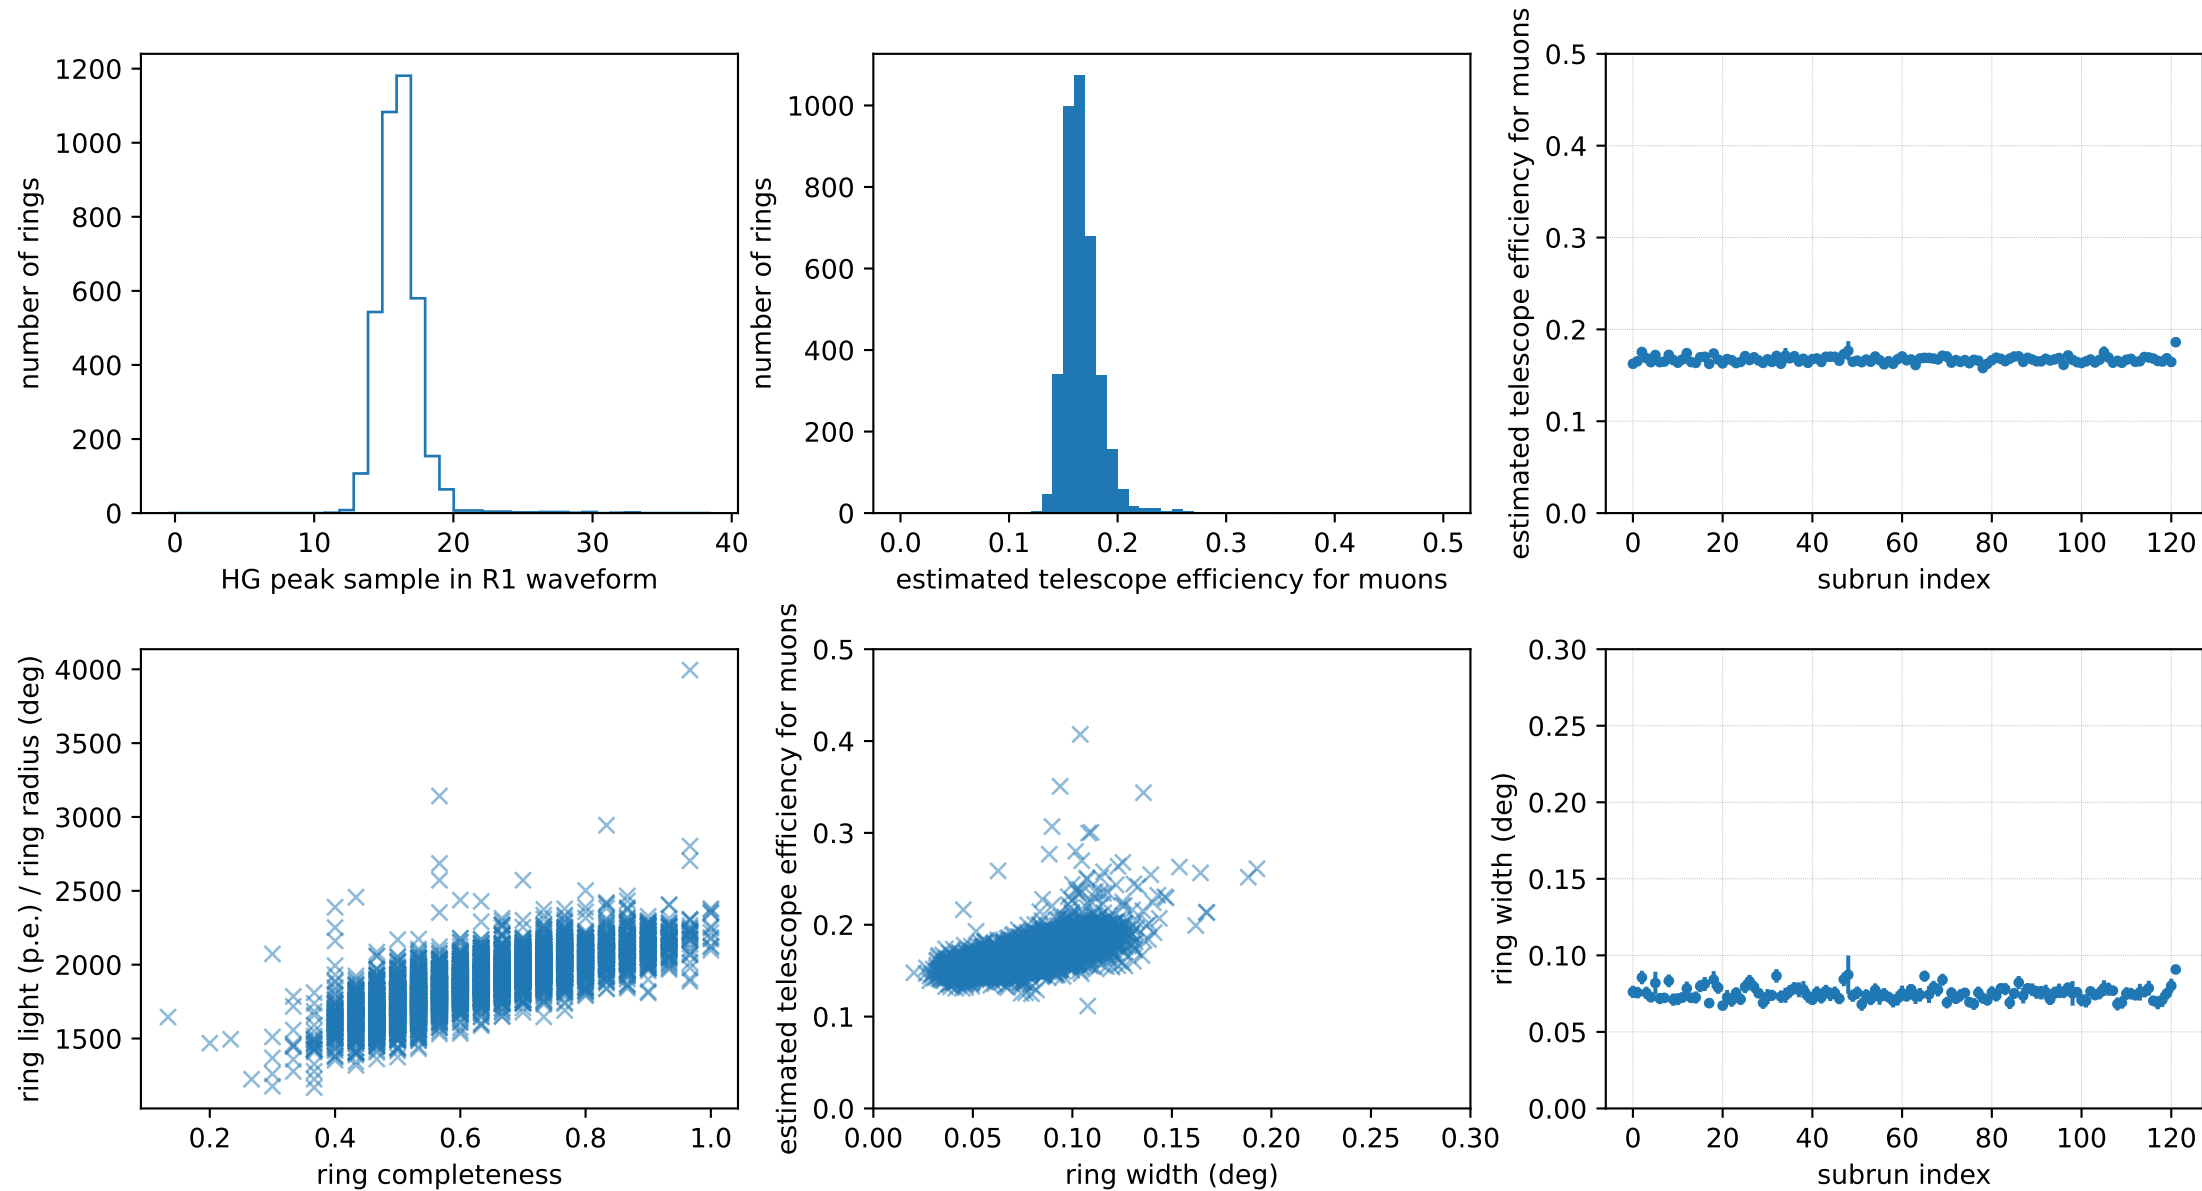 number of rings
1200
1000
800
600
400
200
0
0 10 20 30 40
HG peak sample in R1 waveform
number of rings
1000
800
600
400
200
0
0.0 0.1 0.2 0.3 0.4 0.5
estimated telescope efficiency for muons
estimated telescope efficiency for muons
0.5
0.4
0.3
0.2
0.1
0.0
0 20 40 60 80 100 120
subrun index
ring light (p.e.) / ring radius (deg)
4000
3500
3000
2500
2000
1500
0.2 0.4 0.6 0.8 1.0
ring completeness
estimated telescope efficiency for muons
0.5
0.4
0.3
0.2
0.1
0.0
0.00 0.05 0.10 0.15 0.20 0.25 0.30
ring width (deg)
ring width (deg)
0.30
0.25
0.20
0.15
0.10
0.05
0.00
0 20 40 60 80 100 120
subrun index